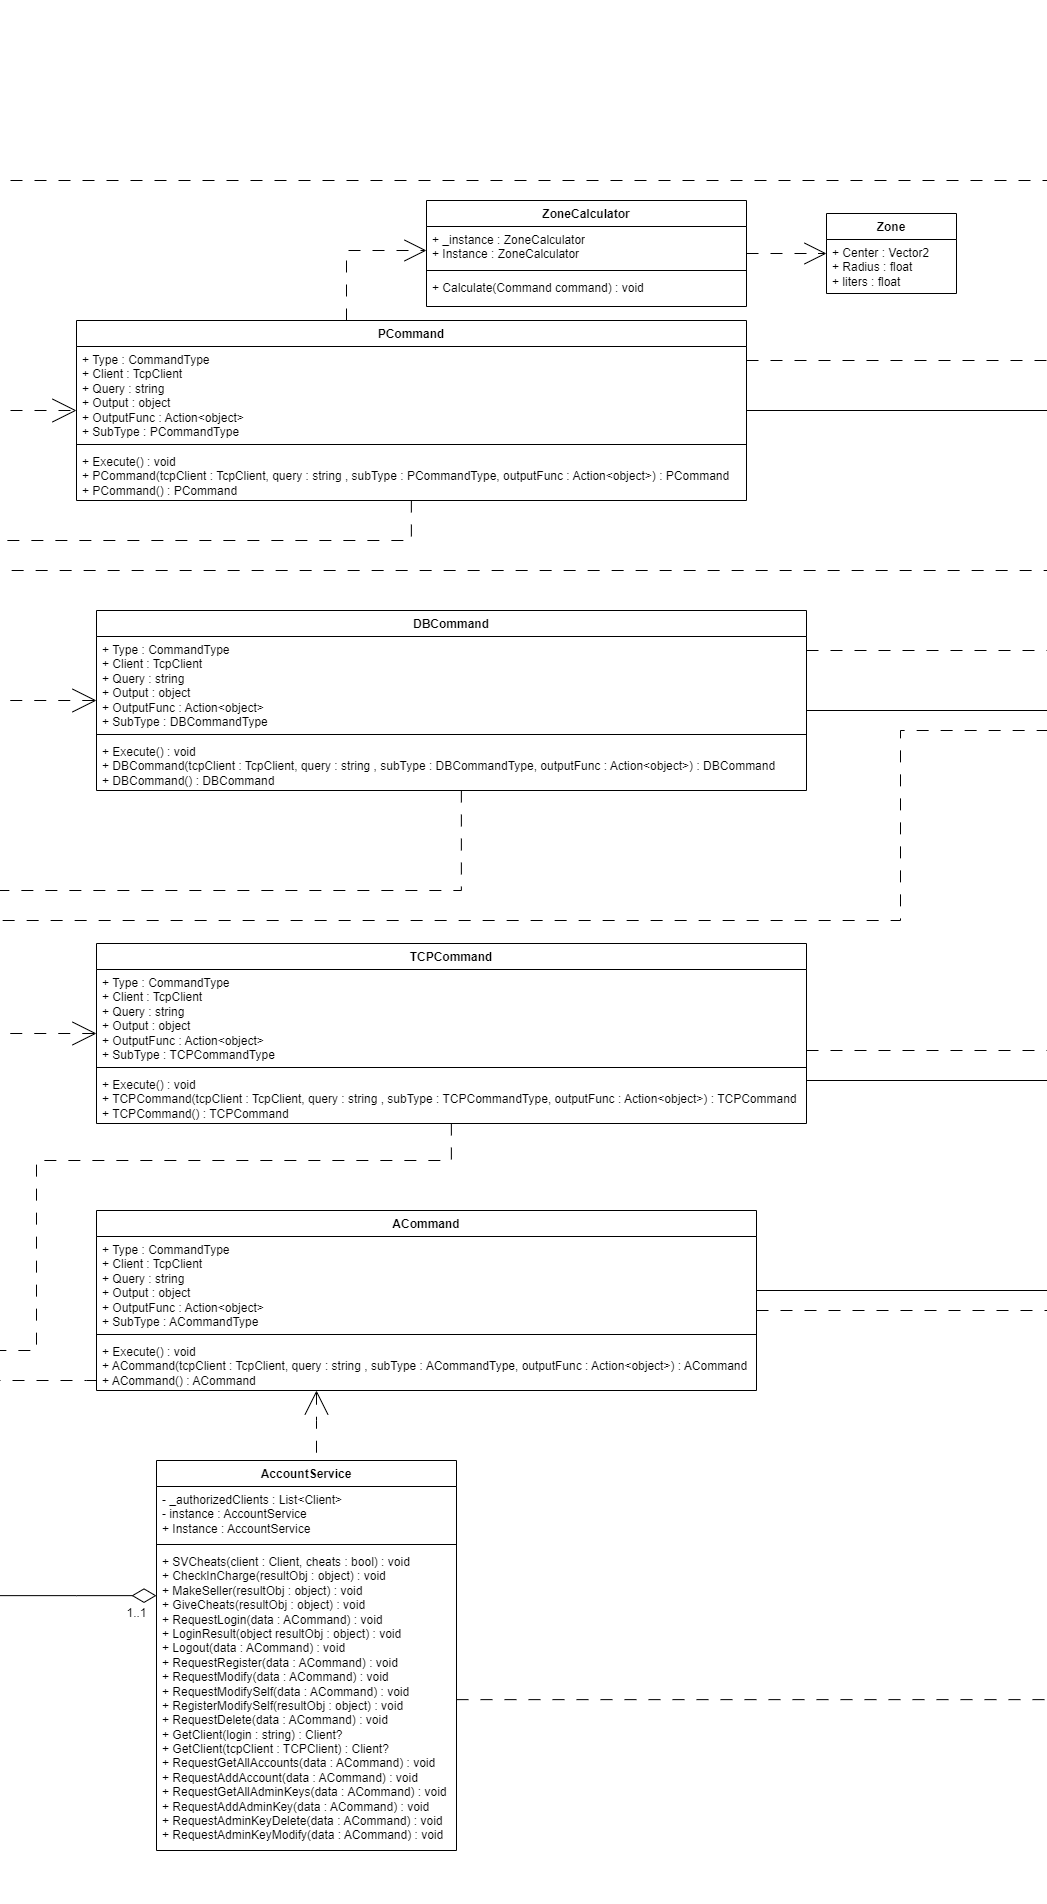 ZoneCalculator
+ _instance : ZoneCalculator
+ Instance : ZoneCalculator
+ Calculate(Command command) : void
Zone
+ Center : Vector2
+ Radius : float
+ liters : float
PCommand
+ Type : CommandType
+ Client : TcpClient
+ Query : string
+ Output : object
+ OutputFunc : Action<object>
+ SubType : PCommandType
+ Execute() : void
+ PCommand(tcpClient : TcpClient, query : string , subType : PCommandType, outputFunc : Action<object>) : PCommand
+ PCommand() : PCommand
DBCommand
+ Type : CommandType
+ Client : TcpClient
+ Query : string
+ Output : object
+ OutputFunc : Action<object>
+ SubType : DBCommandType
+ Execute() : void
+ DBCommand(tcpClient : TcpClient, query : string , subType : DBCommandType, outputFunc : Action<object>) : DBCommand
+ DBCommand() : DBCommand
TCPCommand
+ Type : CommandType
+ Client : TcpClient
+ Query : string
+ Output : object
+ OutputFunc : Action<object>
+ SubType : TCPCommandType
+ Execute() : void
+ TCPCommand(tcpClient : TcpClient, query : string , subType : TCPCommandType, outputFunc : Action<object>) : TCPCommand
+ TCPCommand() : TCPCommand
ACommand
+ Type : CommandType
+ Client : TcpClient
+ Query : string
+ Output : object
+ OutputFunc : Action<object>
+ SubType : ACommandType
+ Execute() : void
+ ACommand(tcpClient : TcpClient, query : string , subType : ACommandType, outputFunc : Action<object>) : ACommand
+ ACommand() : ACommand
AccountService
- _authorizedClients : List<Client>
- instance : AccountService
+ Instance : AccountService
+ SVCheats(client : Client, cheats : bool) : void
+ CheckInCharge(resultObj : object) : void
+ MakeSeller(resultObj : object) : void
+ GiveCheats(resultObj : object) : void
+ RequestLogin(data : ACommand) : void
+ LoginResult(object resultObj : object) : void
+ Logout(data : ACommand) : void
+ RequestRegister(data : ACommand) : void
+ RequestModify(data : ACommand) : void
+ RequestModifySelf(data : ACommand) : void
+ RegisterModifySelf(resultObj : object) : void
+ RequestDelete(data : ACommand) : void
+ GetClient(login : string) : Client?
+ GetClient(tcpClient : TCPClient) : Client?
+ RequestGetAllAccounts(data : ACommand) : void
+ RequestAddAccount(data : ACommand) : void
+ RequestGetAllAdminKeys(data : ACommand) : void
+ RequestAddAdminKey(data : ACommand) : void
+ RequestAdminKeyDelete(data : ACommand) : void
+ RequestAdminKeyModify(data : ACommand) : void
1..1